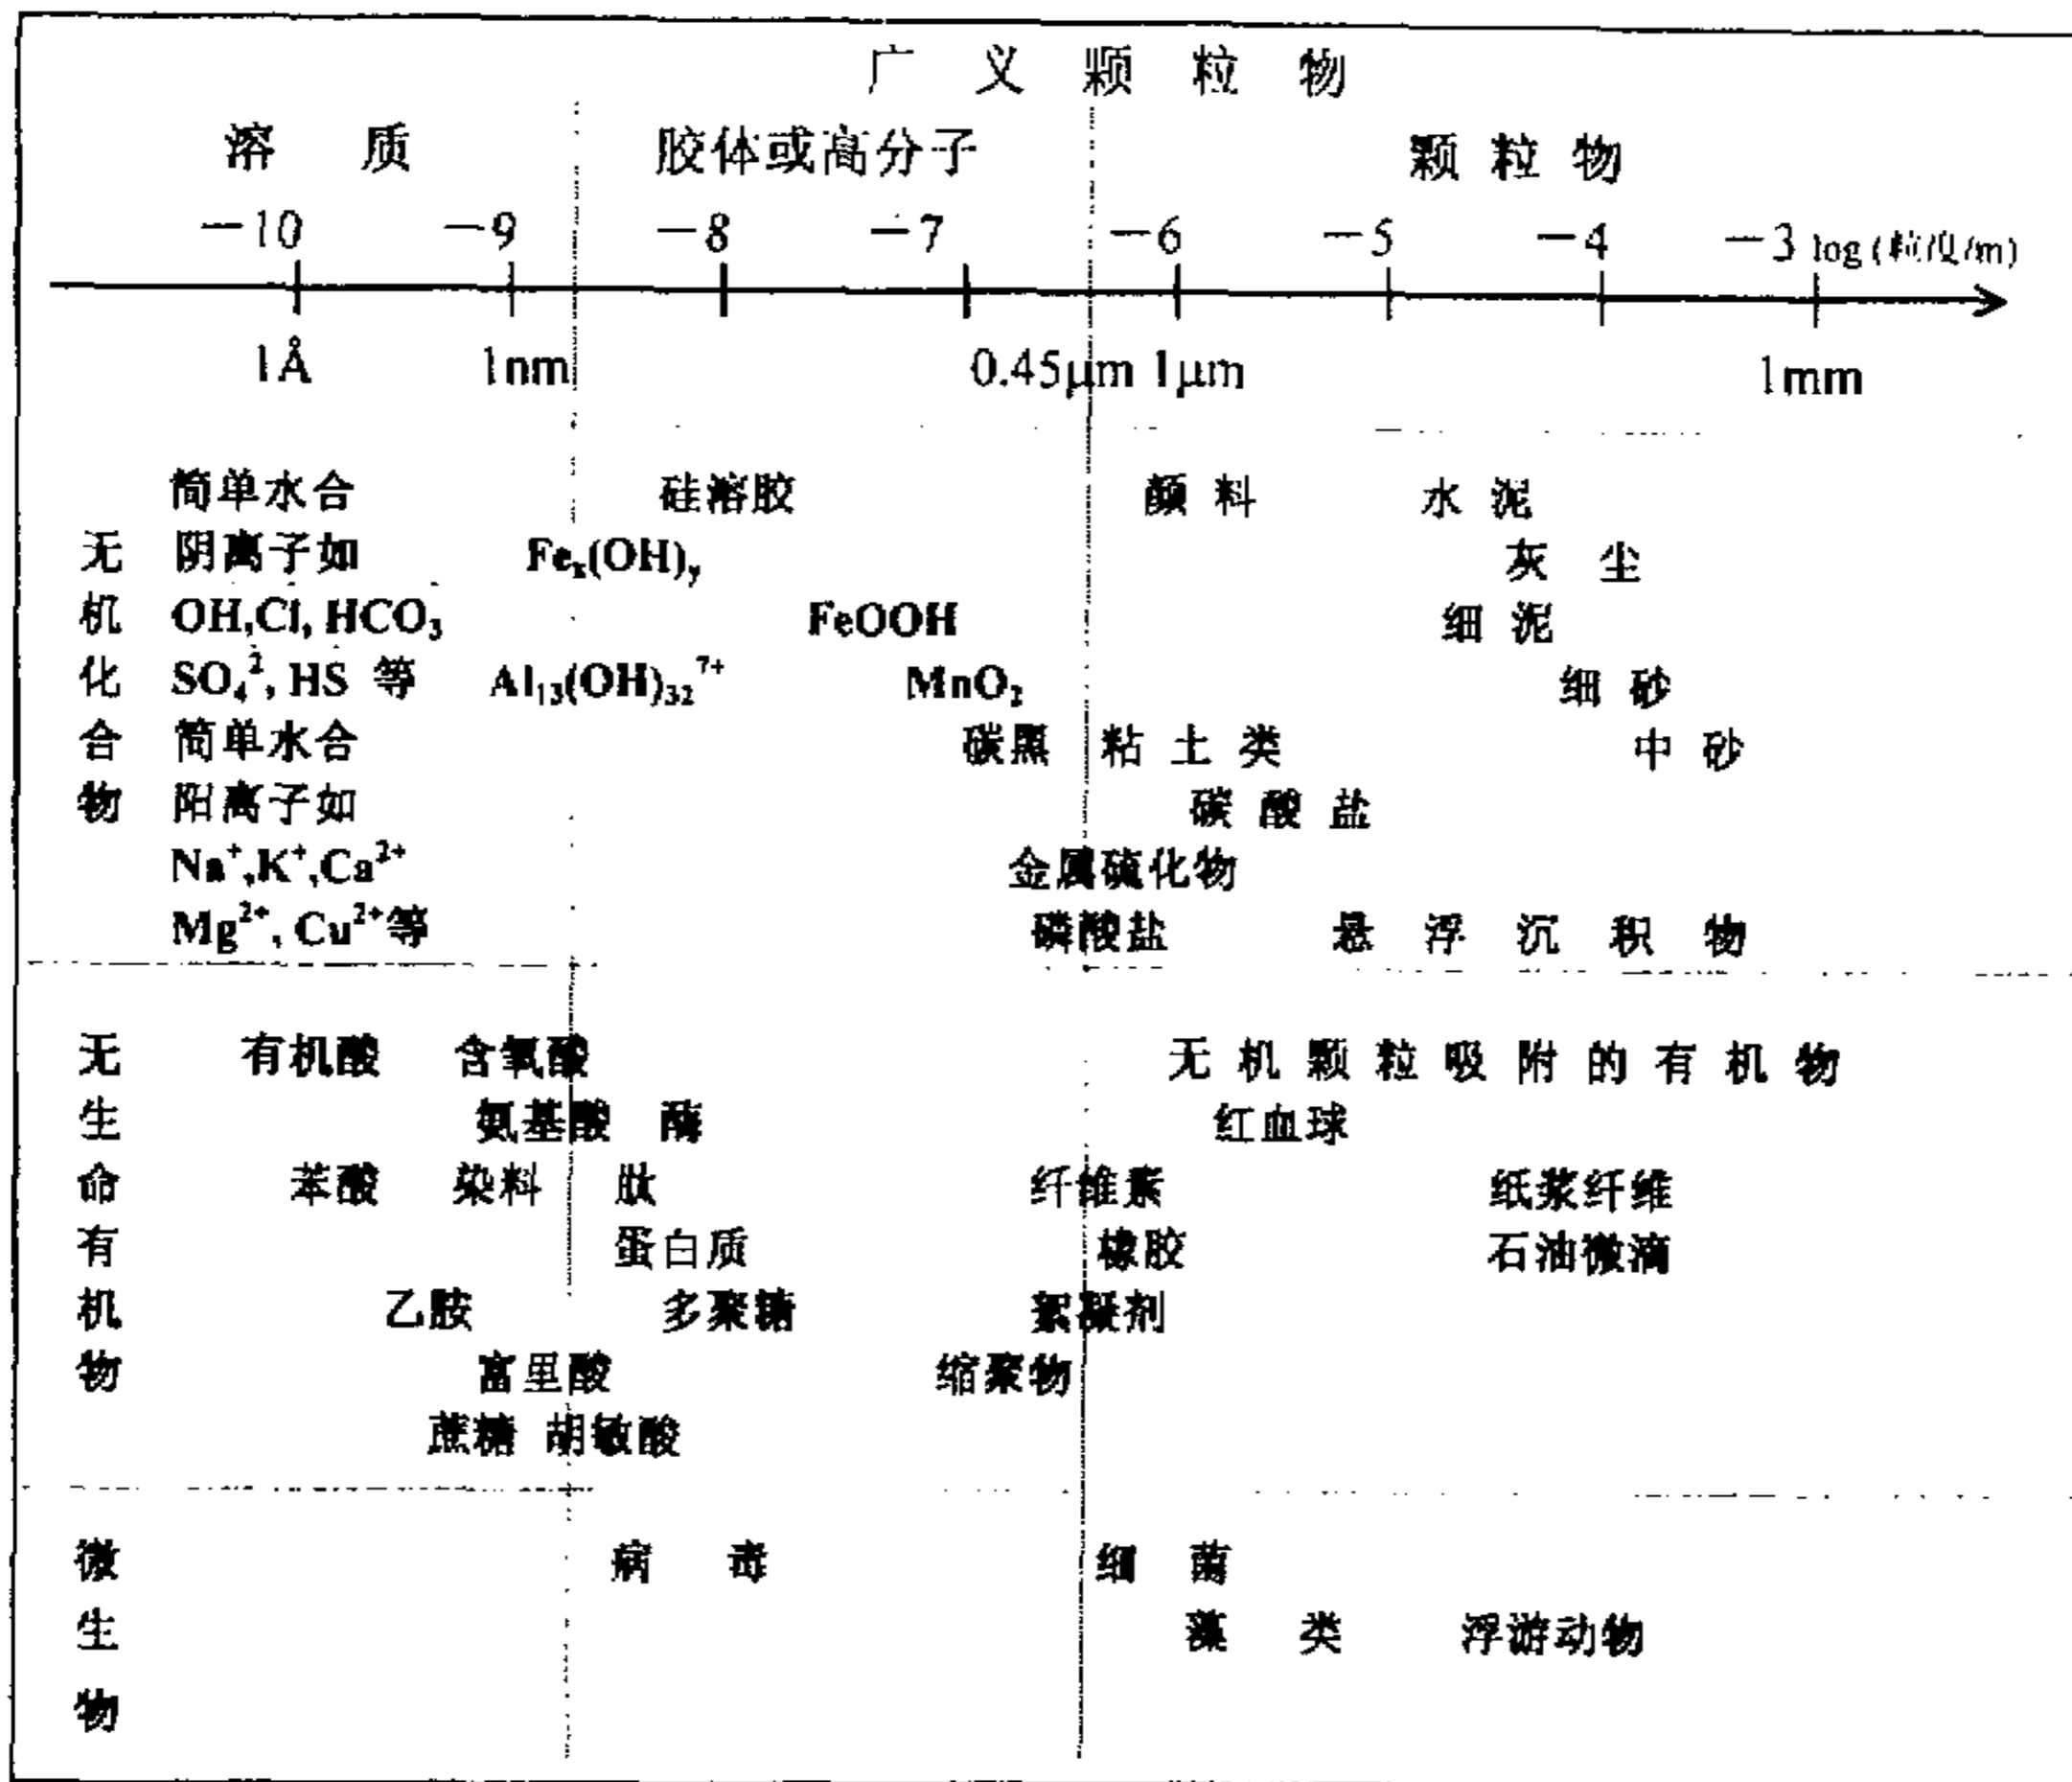 广 义 颗 粒 物
溶 质 胶体或高分子 颗 粒 物
-10 -9 -8 -7 -6 -5 -4 -3 log (粒度/m)
1Å 1nm 0.45μm 1μm 1mm
简单水合 硅溶胶 颜 料 水 泥
无 阴离子如 Feₓ(OH)ᵧ 灰 尘
机 OH⁻,Cl⁻, HCO₃⁻ FeOOH 细 泥
化 SO₄²⁻, HS⁻ 等 Al₁₃(OH)₃₂⁷⁺ MnO₂ 细 砂
合 简单水合 碳黑 粘 土 类 中 砂
物 阳离子如 碳 酸 盐
Na⁺,K⁺,Ca²⁺ 金属硫化物
Mg²⁺, Cu²⁺等 磷酸盐 悬 浮 沉 积 物
无 有机酸 含氧酸 无 机 颗 粒 吸 附 的 有 机 物
生 氨基酸 酶 红血球
命 苯酸 染料 肽 纤维素 纸浆纤维
有 蛋白质 橡胶 石油微滴
机 乙胺 多聚糖 絮凝剂
物 富里酸 缩聚物
蔗糖 胡敏酸
微 病 毒 细 菌
生 藻 类 浮游动物
物